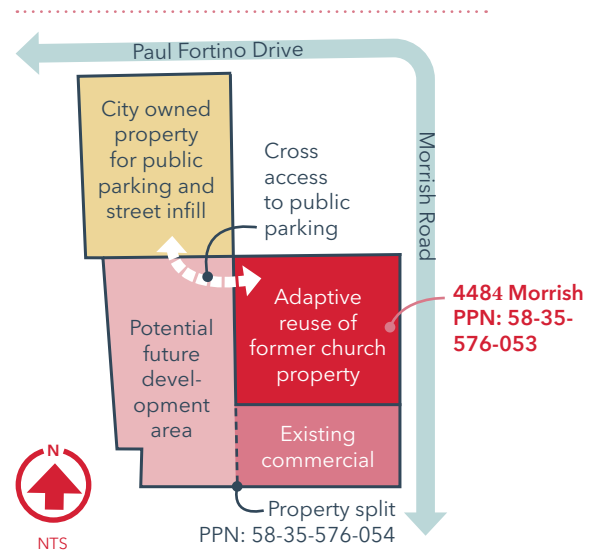 Paul Fortino Drive
City owned
property
for public
parking and
street infill
Cross
access
to public
parking
Morrish Road
Adaptive
reuse of
former church
property
4484 Morrish
PPN: 58-35-
576-053
Potential
future
devel-
opment
area
Existing
commercial
Property split
PPN: 58-35-576-054
N
NTS